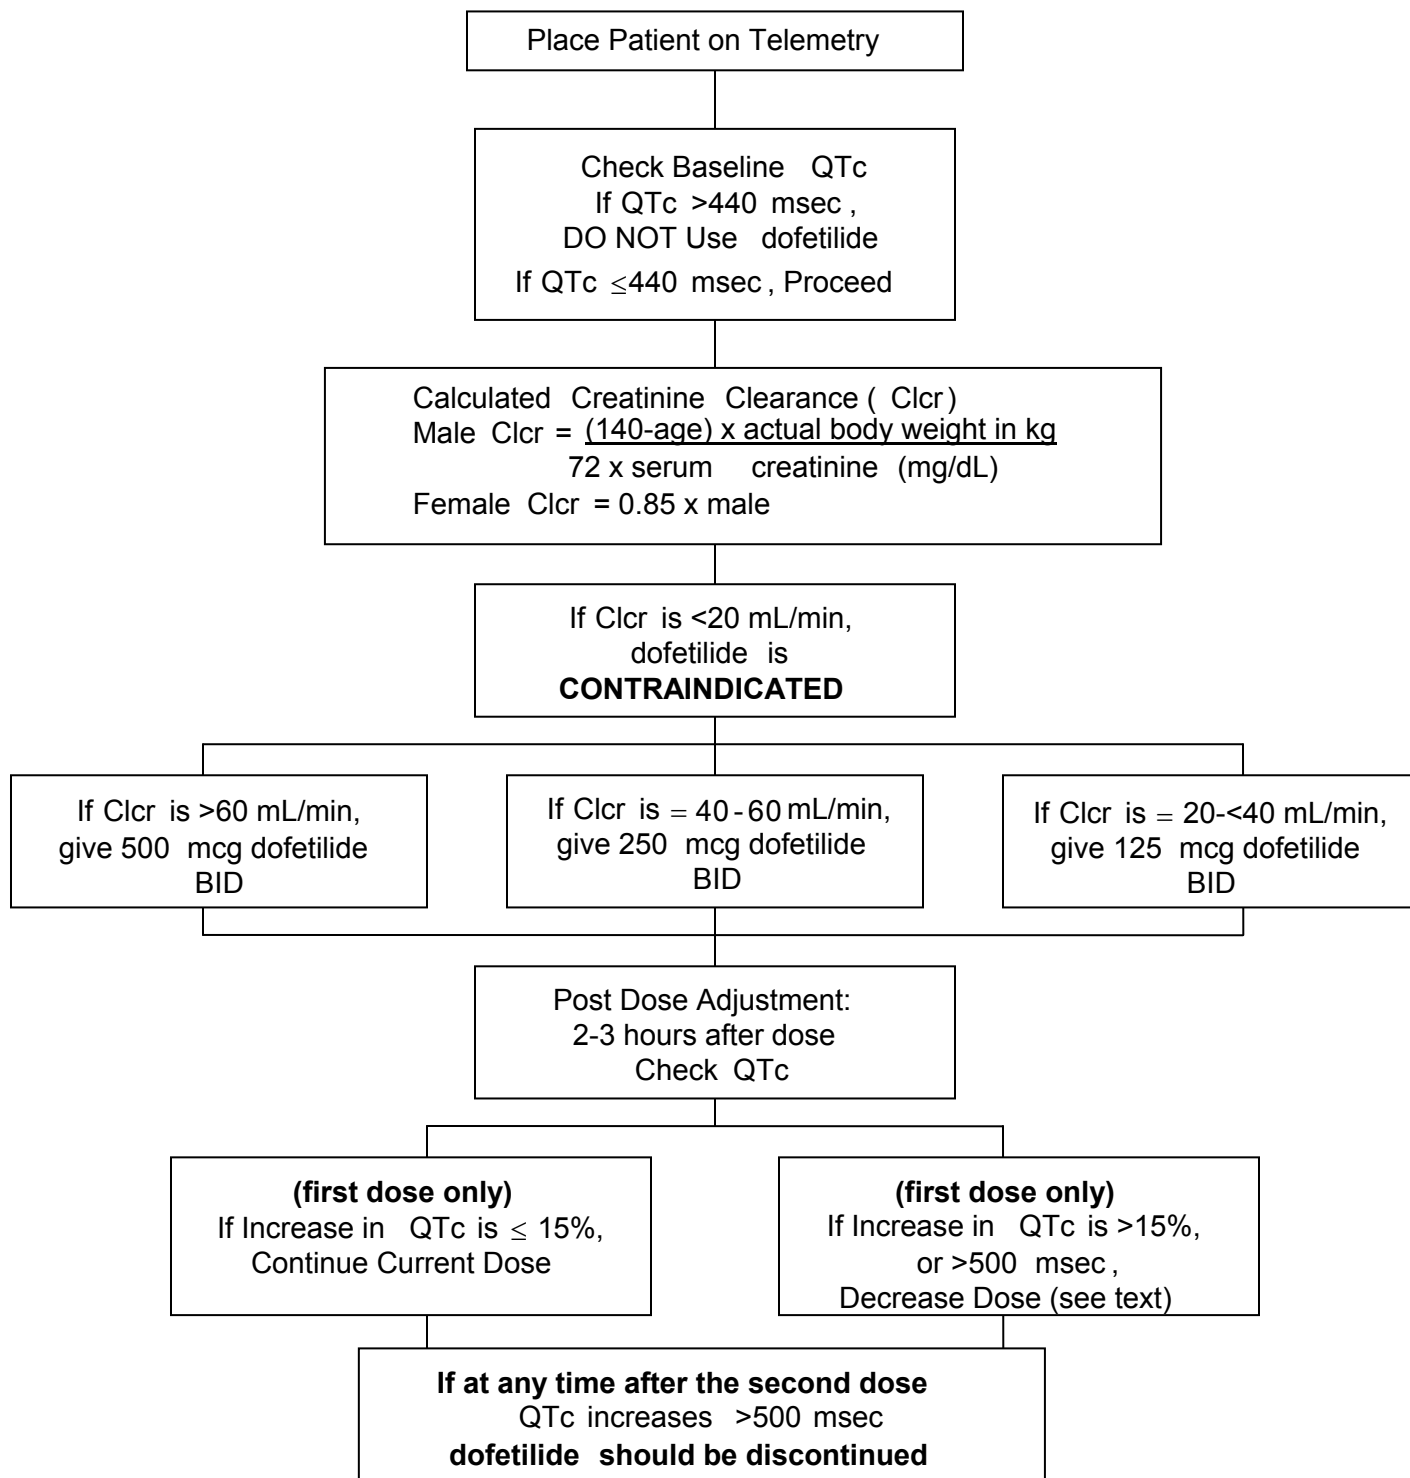 Place Patient on Telemetry
Check Baseline QTc
If QTc >440 msec,
DO NOT Use dofetilide
If QTc ≤440 msec, Proceed
Calculated Creatinine Clearance ( Clcr)
Male Clcr = (140-age) x actual body weight in kg
72 x serum creatinine (mg/dL)
Female Clcr = 0.85 x male
If Clcr is <20 mL/min,
dofetilide is
CONTRAINDICATED
If Clcr is >60 mL/min,
give 500 mcg dofetilide
BID
If Clcr is = 40-60 mL/min,
give 250 mcg dofetilide
BID
If Clcr is = 20-<40 mL/min,
give 125 mcg dofetilide
BID
Post Dose Adjustment:
2-3 hours after dose
Check QTc
(first dose only)
If Increase in QTc is ≤ 15%,
Continue Current Dose
(first dose only)
If Increase in QTc is >15%,
or >500 msec,
Decrease Dose (see text)
If at any time after the second dose
QTc increases >500 msec
dofetilide should be discontinued